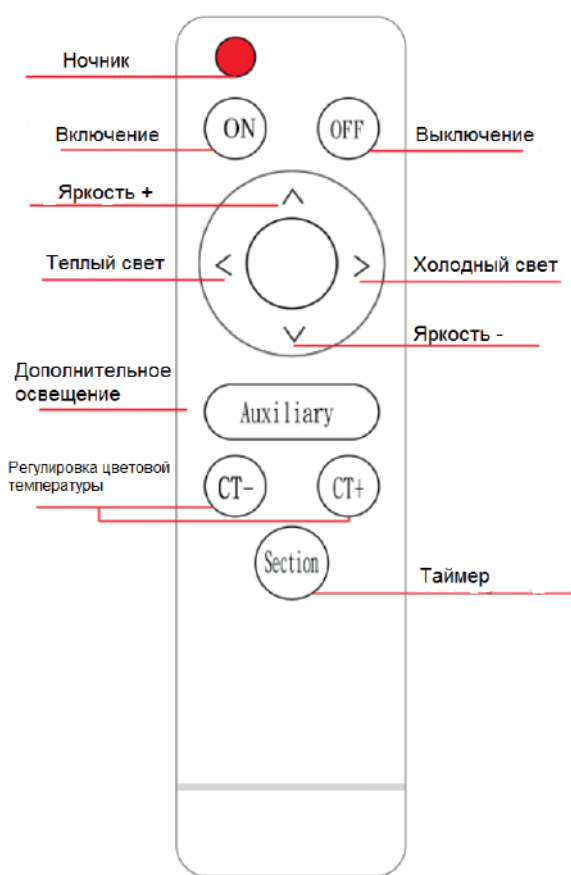 Ночник
Включение
ON
OFF
Выключение
Яркость +
Теплый свет
Холодный свет
Яркость -
Дополнительное
освещение
Auxiliary
Регулировка цветовой
температуры
CT-
CT+
Section
Таймер